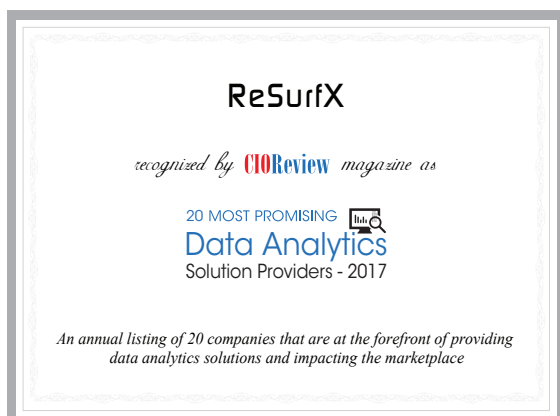 ReSurfX
recognized by CIOReview magazine as
20 MOST PROMISING
Data Analytics
Solution Providers - 2017
An annual listing of 20 companies that are at the forefront of providing
data analytics solutions and impacting the marketplace